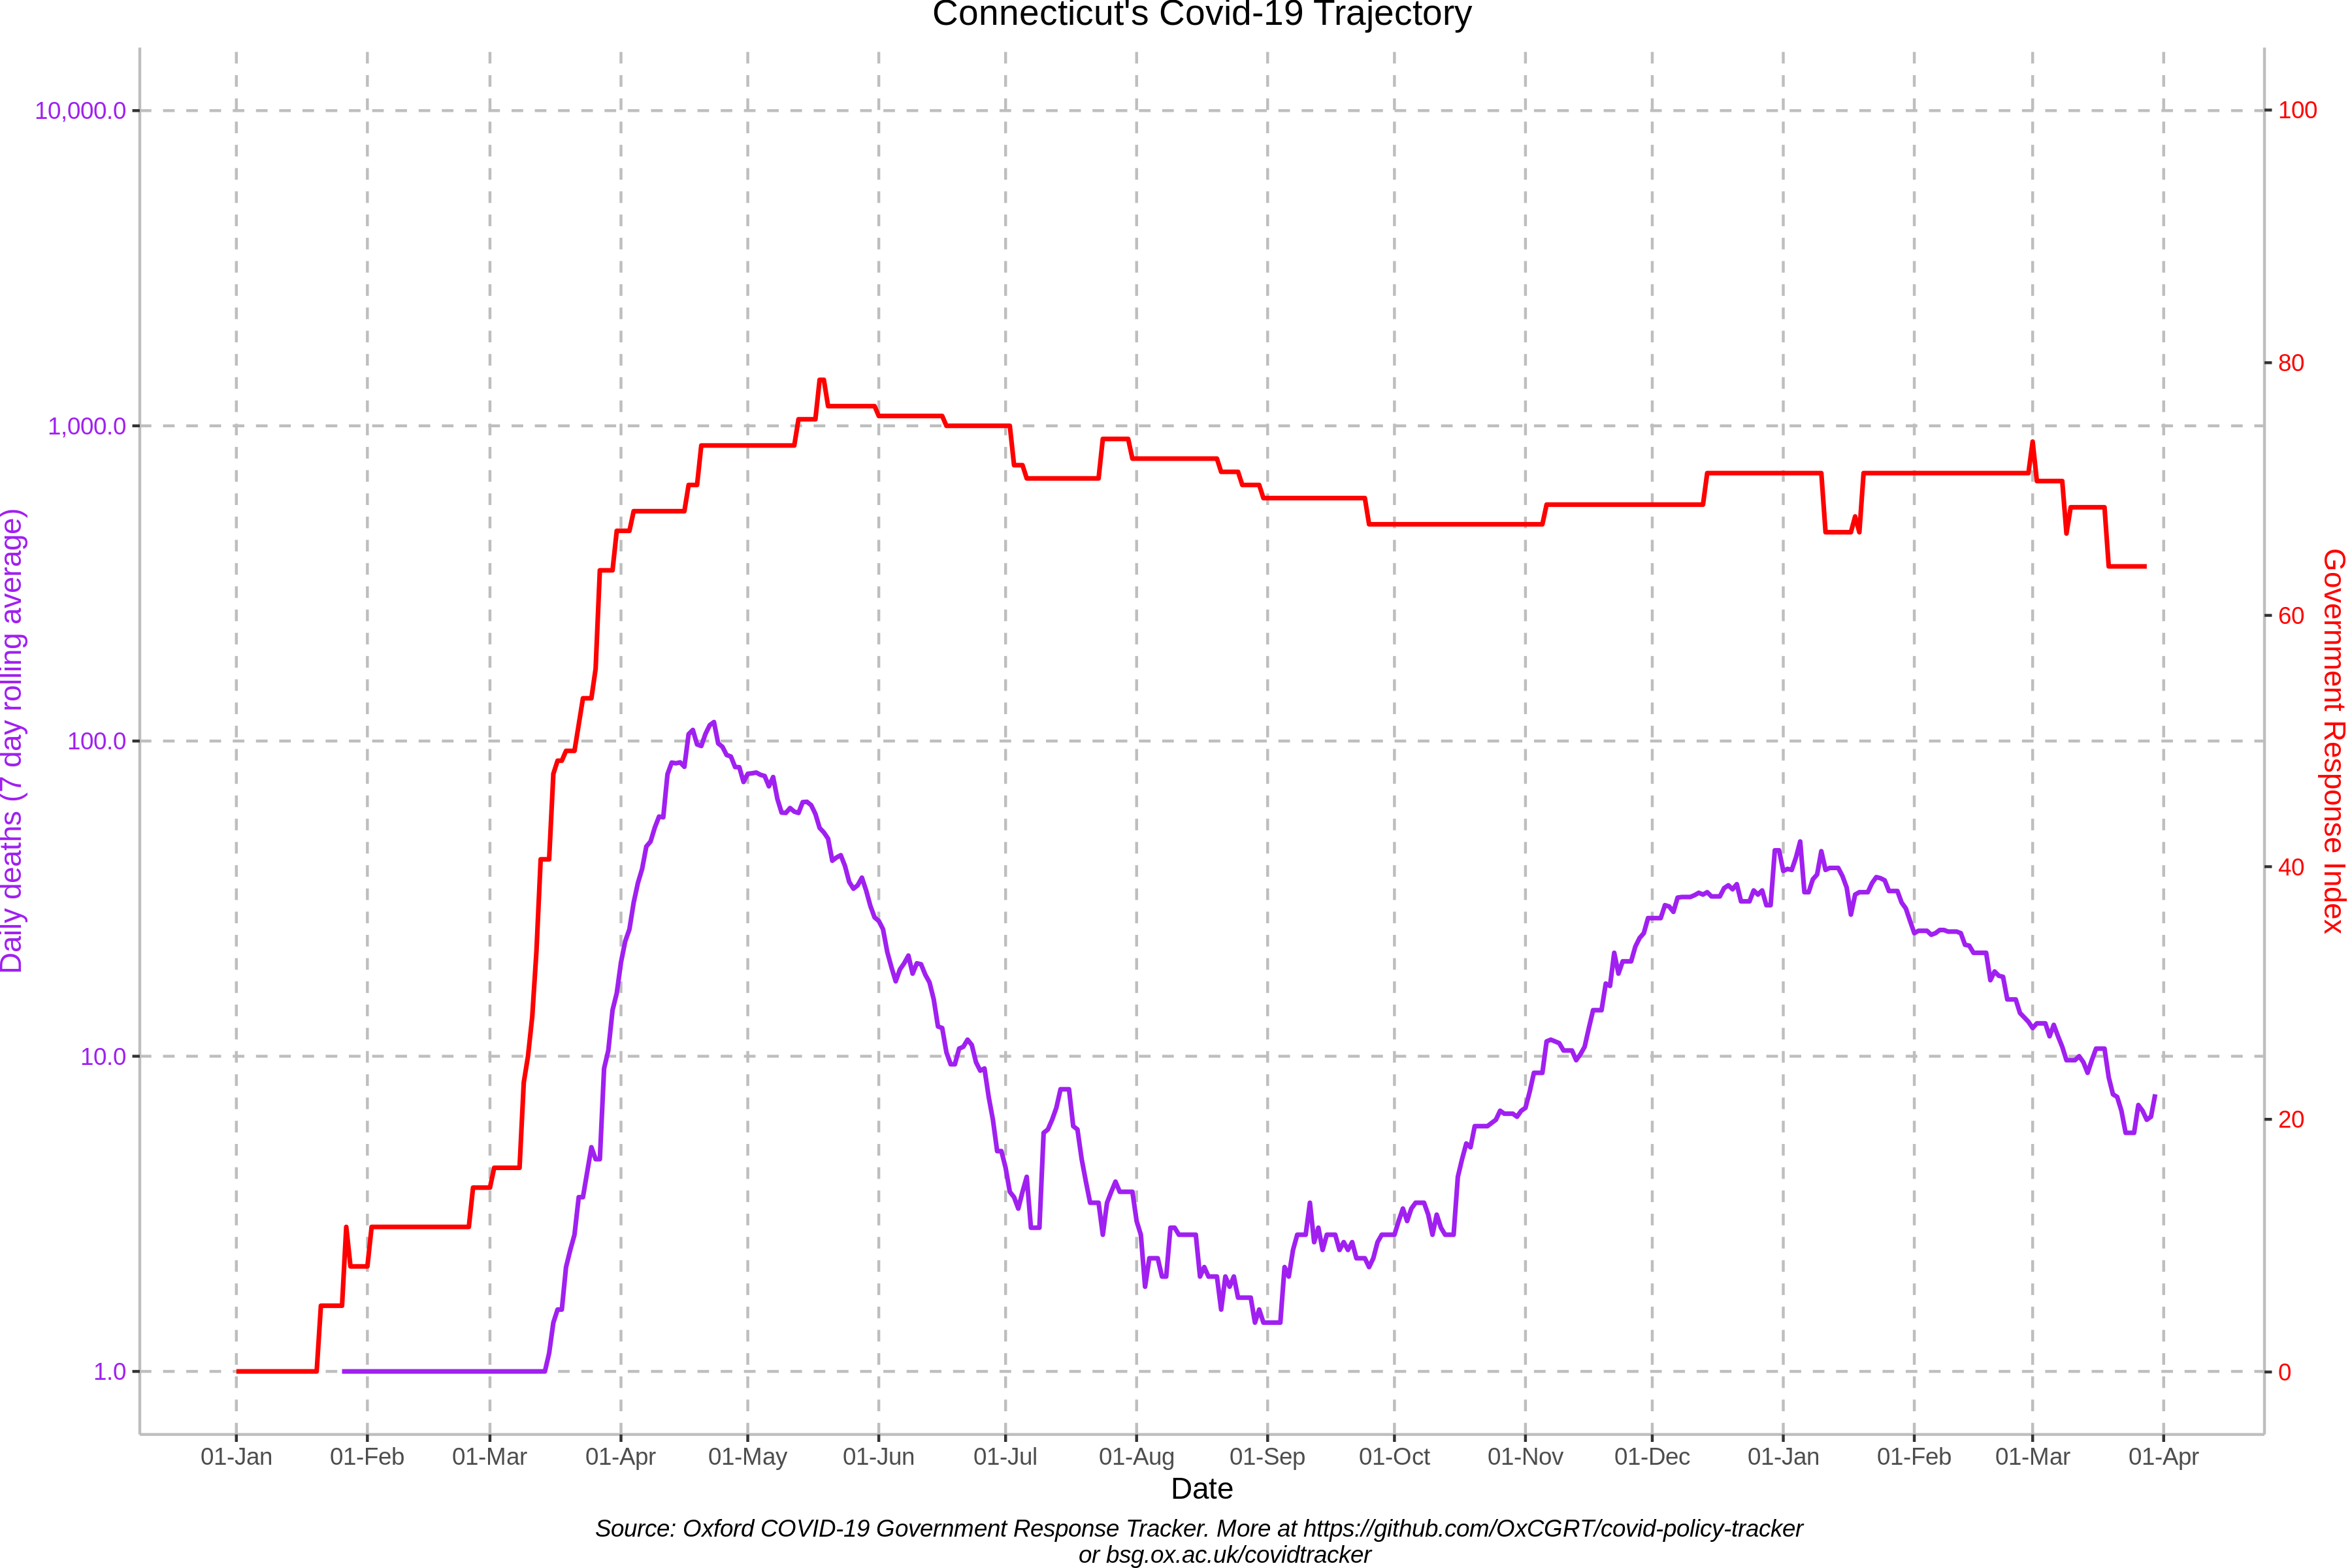 Connecticut's Covid-19 Trajectory
10,000.0
1,000.0
100.0
10.0
1.0
Daily deaths (7 day rolling average)
100
80
60
40
20
0
Government Response Index
01-Jan 01-Feb 01-Mar 01-Apr 01-May 01-Jun 01-Jul 01-Aug 01-Sep 01-Oct 01-Nov 01-Dec 01-Jan 01-Feb 01-Mar 01-Apr
Date
Source: Oxford COVID-19 Government Response Tracker. More at https://github.com/OxCGRT/covid-policy-tracker
or bsg.ox.ac.uk/covidtracker